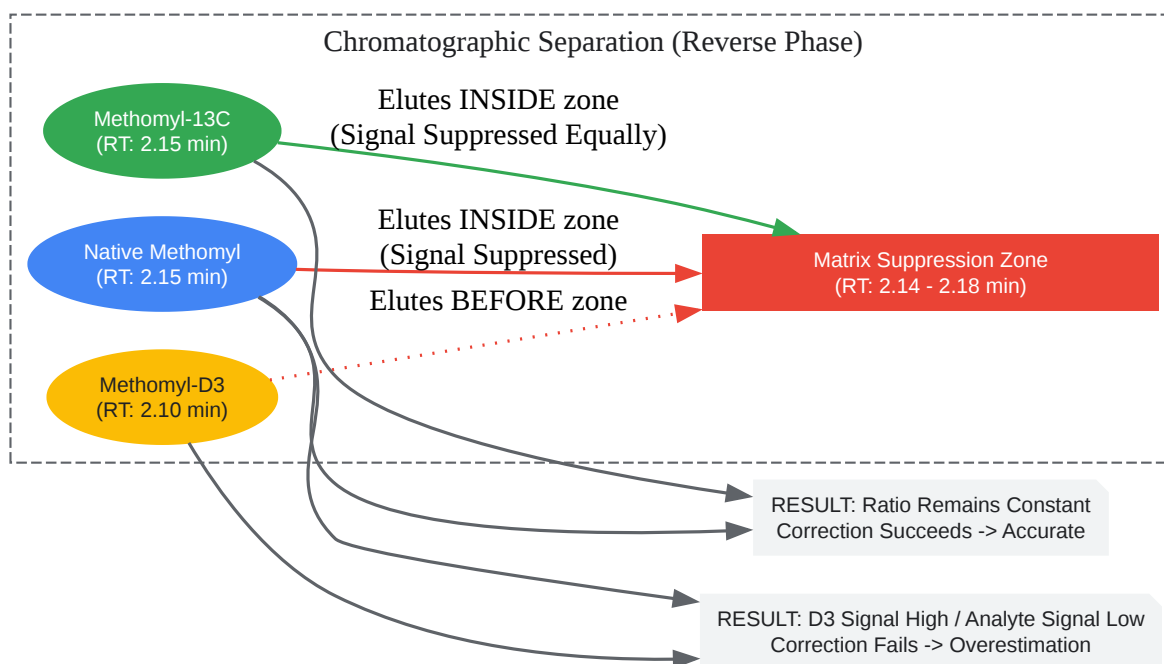 Chromatographic Separation (Reverse Phase)
Methomyl-13C
(RT: 2.15 min)
Elutes INSIDE zone
(Signal Suppressed Equally)
Native Methomyl
(RT: 2.15 min)
Elutes INSIDE zone
(Signal Suppressed)
Matrix Suppression Zone
(RT: 2.14 - 2.18 min)
Elutes BEFORE zone
Methomyl-D3
(RT: 2.10 min)
RESULT: Ratio Remains Constant
Correction Succeeds -> Accurate
RESULT: D3 Signal High / Analyte Signal Low
Correction Fails -> Overestimation